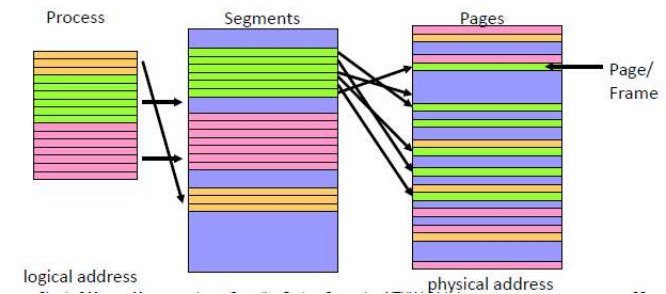 Process
Segments
Pages
Page/
Frame
logical address
physical address